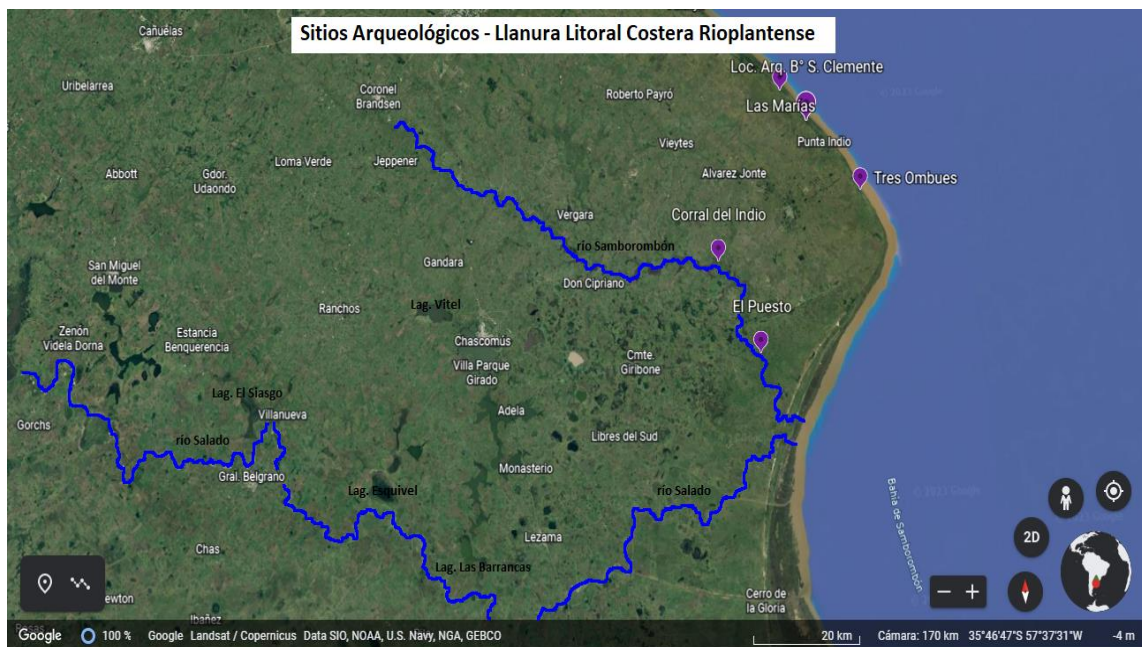 Sitios Arqueológicos - Llanura Litoral Costera Rioplantense
Cañuelas
Loc. Arq. B° S. Clemente
Uribelarrea
Coronel
Brandsen
Roberto Payró
Las Marías
Vieytes
Punta Indio
Loma Verde
Jeppener
Abbott
Gdor.
Udaondo
Alvarez Jonte
Tres Ombues
Vergara
Corral del Indio
río Samborombón
Gandara
San Miguel
del Monte
Don Cipriano
Ranchos
Lag. Vitel
El Puesto
Zenón
Videla Dorna
Estancia
Benquerencia
Chascomús
Cmte.
Giribone
Villa Parque
Girado
Lag. El Siasgo
Villanueva
Adela
Gorchs
río Salado
Libres del Sud
Gral. Belgrano
Monasterio
Lag. Esquivel
río Salado
Bahía de Samborombón
Lezama
2D
Chas
Lag. Las Barrancas
Cerro de
la Gloria
Ibañez
Google 100 % Google Landsat / Copernicus Data SIO, NOAA, U.S. Navy, NGA, GEBCO 20 km Cámara: 170 km 35°46'47"S 57°37'31"W -4 m